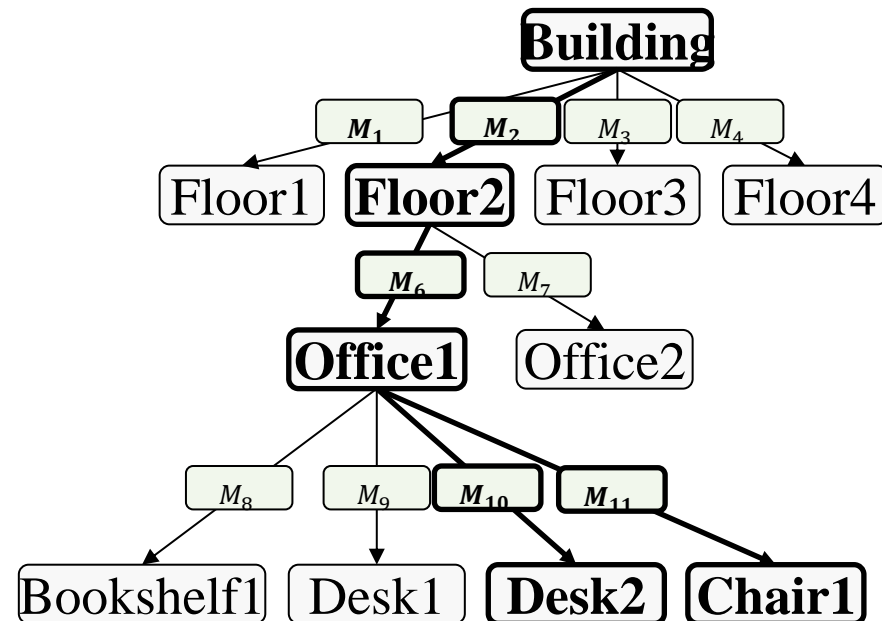 Building
M₁ M₂ M₃ M₄
Floor1 Floor2 Floor3 Floor4
M₆ M₇
Office1 Office2
M₈ M₉ M₁₀ M₁₁
Bookshelf1 Desk1 Desk2 Chair1